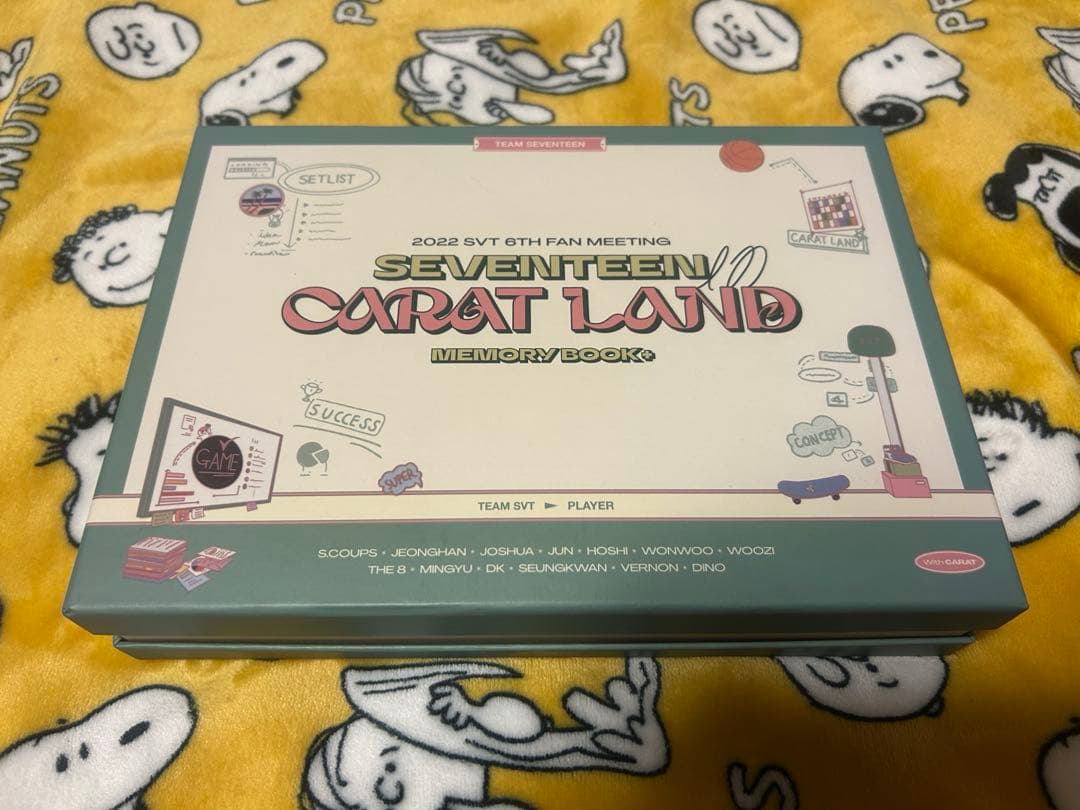 PEANUTS
TEAM SEVENTEEN
SETLIST
CARAT LAND
2022 SVT 6TH FAN MEETING
SEVENTEEN
CARAT LAND
MEMORY BOOK+
SUCCESS
GAME
SUPER
4
CONCEPT
TEAM SVT ► PLAYER
S.COUPS • JEONGHAN • JOSHUA • JUN • HOSHI • WONWOO • WOOZI
THE 8 • MINGYU • DK • SEUNGKWAN • VERNON • DINO
With CARAT